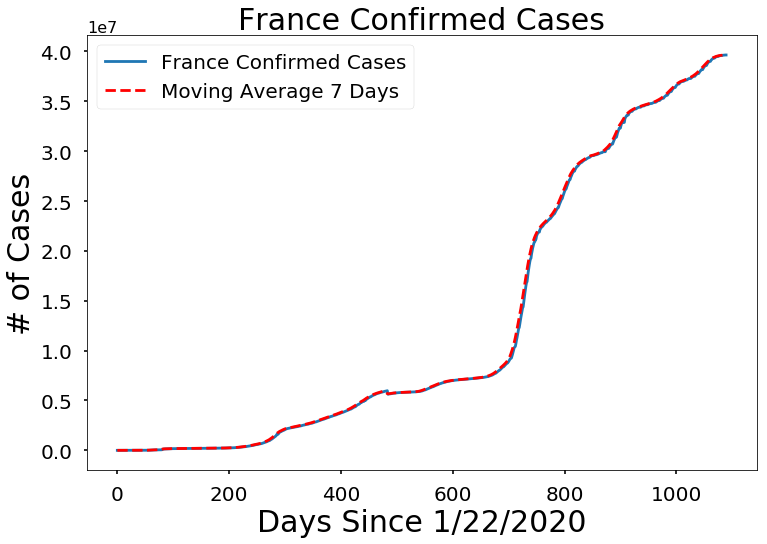 France Confirmed Cases
1e7
France Confirmed Cases
Moving Average 7 Days
4.0
3.5
3.0
2.5
2.0
1.5
1.0
0.5
0.0
# of Cases
0 200 400 600 800 1000
Days Since 1/22/2020